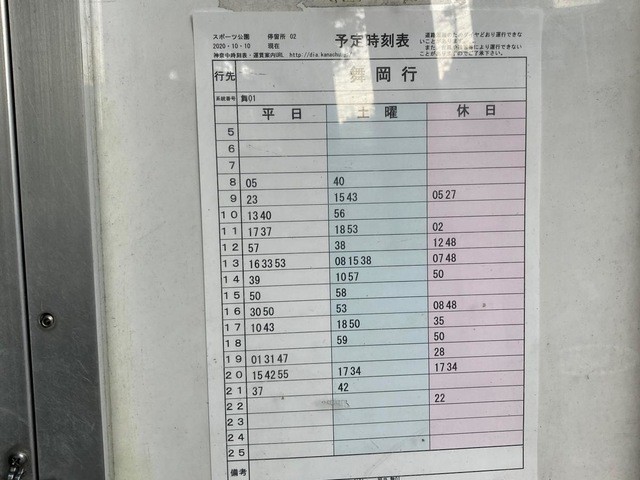 スポーツ公園 停留所 02
2020・10・10 現在
予定時刻表
行先 舞岡行
系統番号 舞01
平日 土曜 休日
5
6
7
8 05 40
9 23 15 43 05 27
10 13 40 56
11 17 37 18 53 02
12 57 38 12 48
13 16 33 53 08 15 38 07 48
14 39 10 57 50
15 50 58
16 30 50 53 08 48
17 10 43 18 50 35
18 59 50
19 01 31 47 28
20 15 42 55 17 34 17 34
21 37 42
22 22
23
24
25
備考